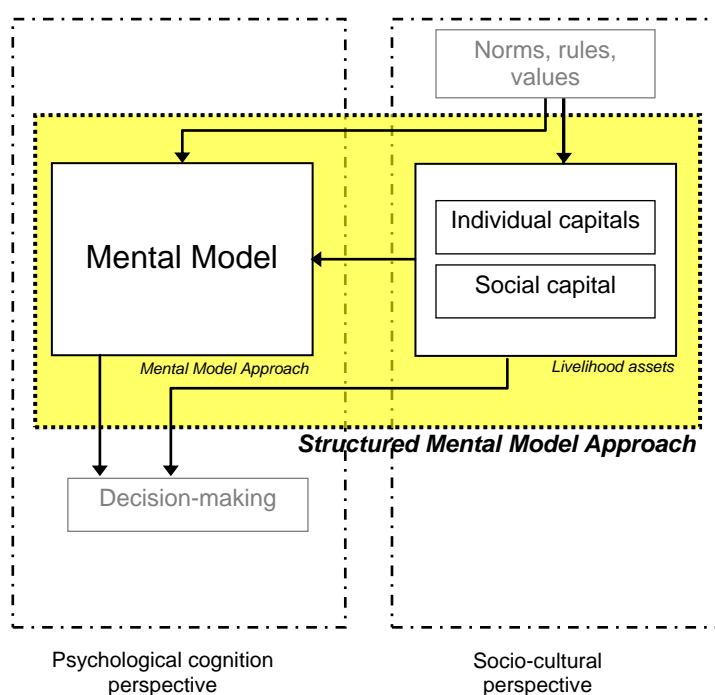 Norms, rules,
values
Mental Model
Individual capitals
Social capital
Mental Model Approach
Livelihood assets
Structured Mental Model Approach
Decision-making
Psychological cognition
perspective
Socio-cultural
perspective